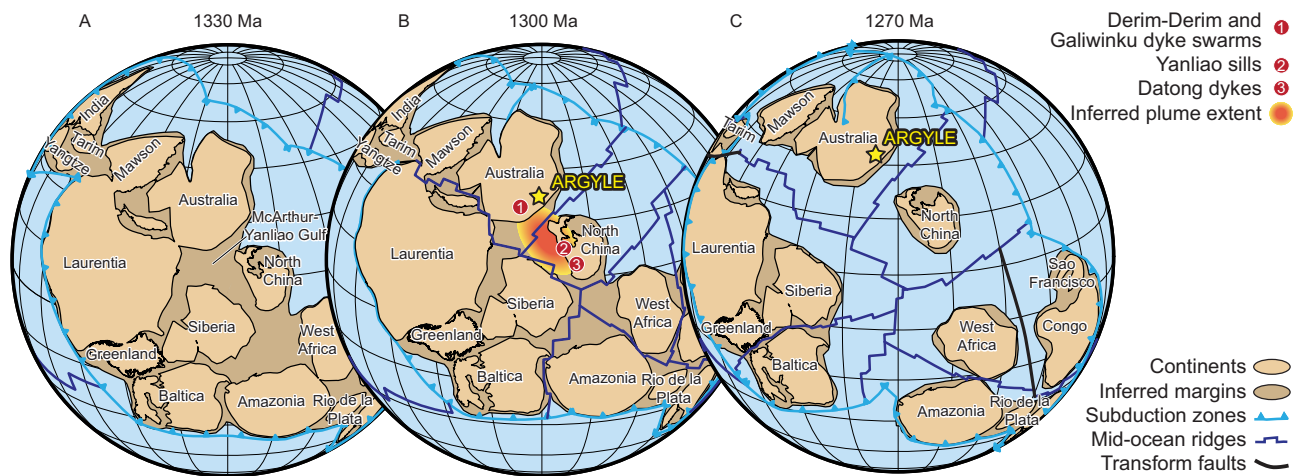 A
1330 Ma
India
Tarim
Yangtze
Mawson
Australia
McArthur-
Yanliao Gulf
Laurentia
North
China
Siberia
West
Africa
Greenland
Baltica
Amazonia
Rio de la
Plata
B
1300 Ma
India
Tarim
Yangtze
Mawson
Australia
ARGYLE
1
North
China
2
3
Laurentia
Siberia
West
Africa
Greenland
Baltica
Amazonia
Rio de la
Plata
C
1270 Ma
Tarim
Mawson
Australia
ARGYLE
North
China
Laurentia
Sao
Francisco
Siberia
West
Africa
Congo
Greenland
Baltica
Amazonia
Rio de la
Plata
Derim-Derim and
Galiwinku dyke swarms 1
Yanliao sills 2
Datong dykes 3
Inferred plume extent
Continents
Inferred margins
Subduction zones
Mid-ocean ridges
Transform faults